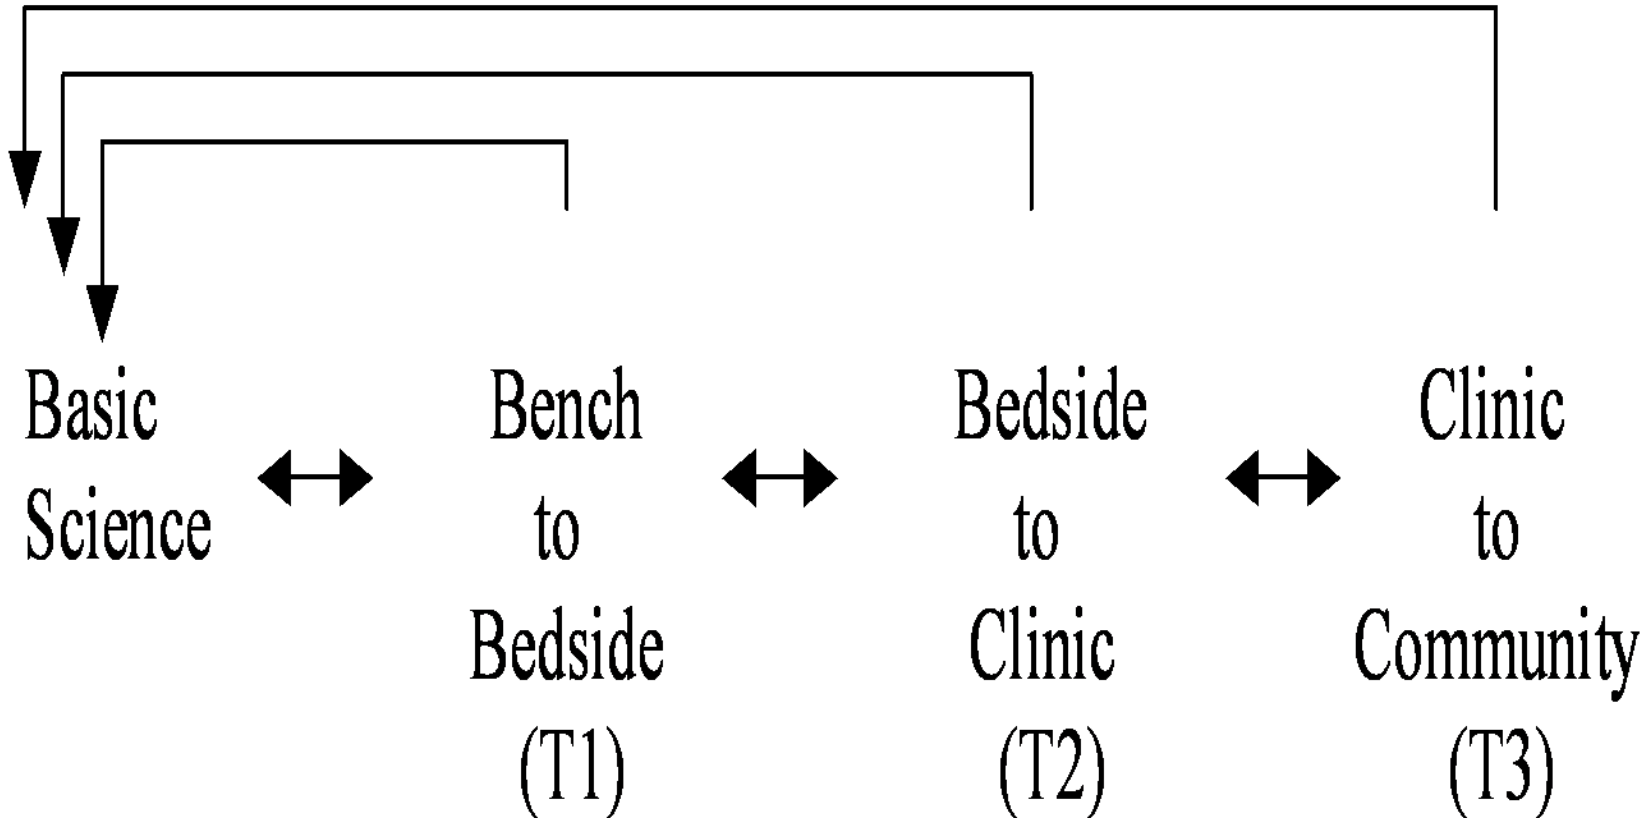 Basic
Science
Bench
to
Bedside
(T1)
Bedside
to
Clinic
(T2)
Clinic
to
Community
(T3)